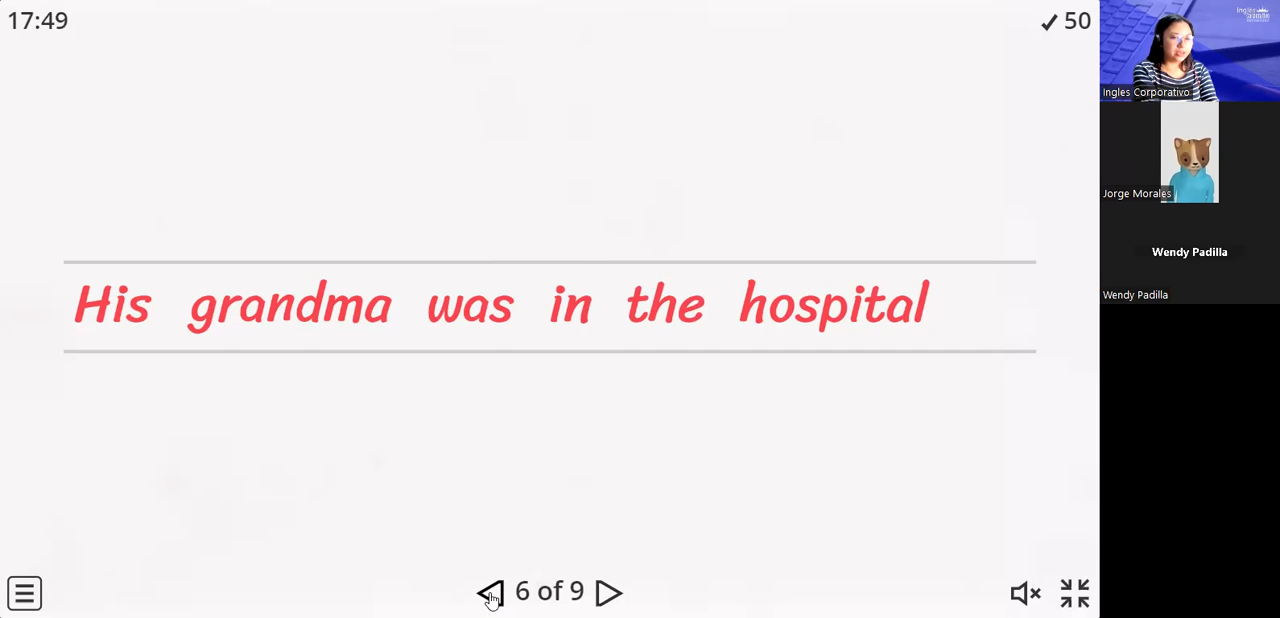 17:49
50
His grandma was in the hospital
6 of 9
Ingles Corporativo
Jorge Morales
Wendy Padilla
Wendy Padilla